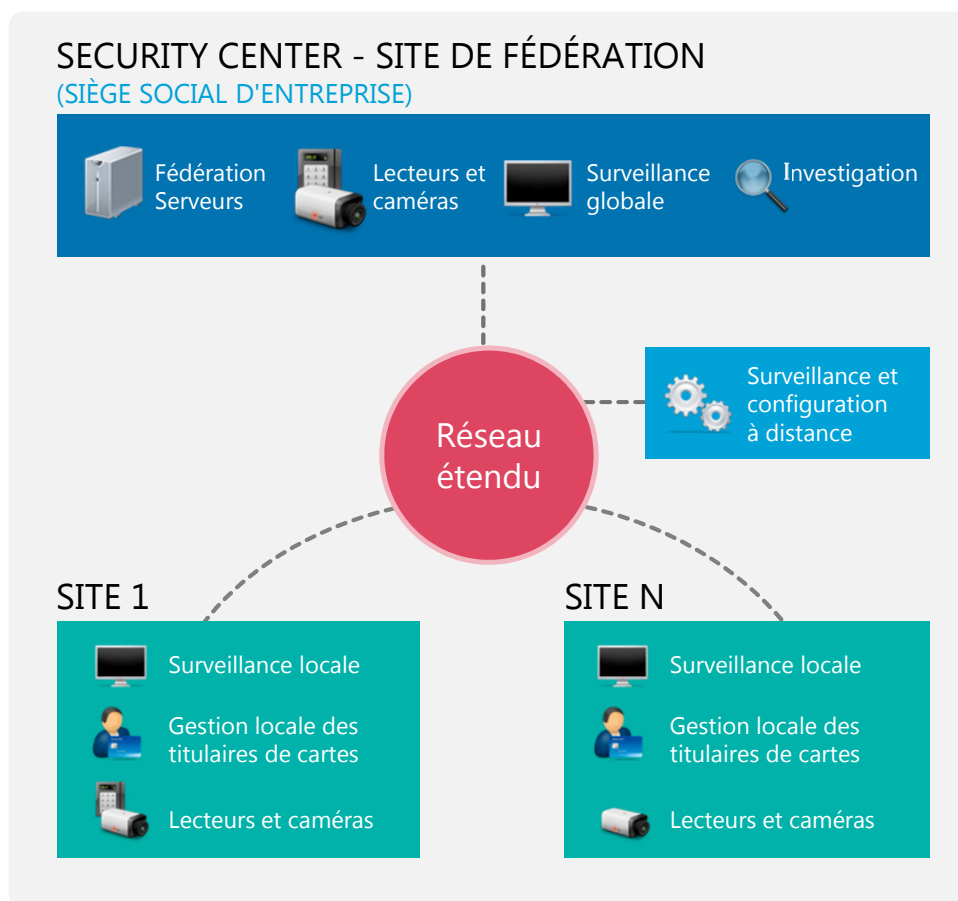 SECURITY CENTER - SITE DE FÉDÉRATION
(SIÈGE SOCIAL D'ENTREPRISE)
Fédération
Serveurs
Lecteurs et
caméras
Surveillance
globale
Investigation
Surveillance et
configuration
à distance
Réseau
étendu
SITE 1
Surveillance locale
Gestion locale des
titulaires de cartes
Lecteurs et caméras
SITE N
Surveillance locale
Gestion locale des
titulaires de cartes
Lecteurs et caméras